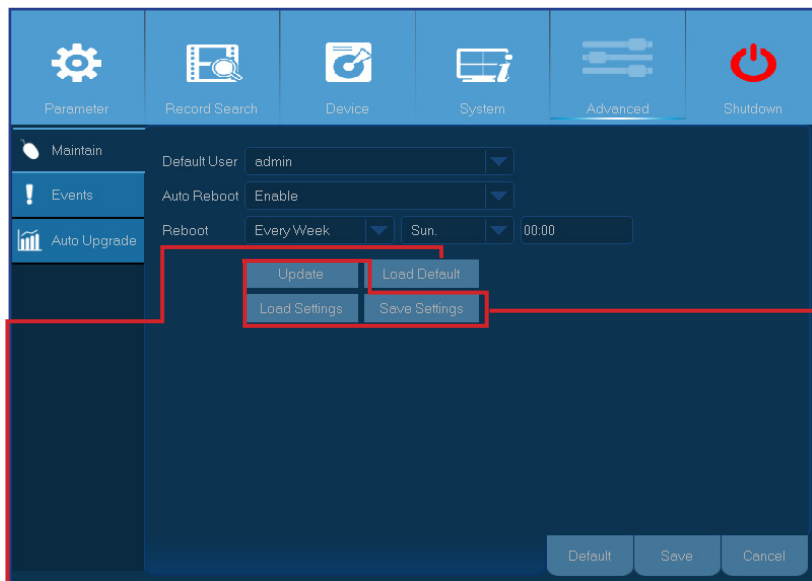 Parameter Record Search Device System Advanced Shutdown
Maintain
Events
Auto Upgrade
Default User admin
Auto Reboot Enable
Reboot Every Week Sun. 00:00
Update Load Default
Load Settings Save Settings
Default Save Cancel